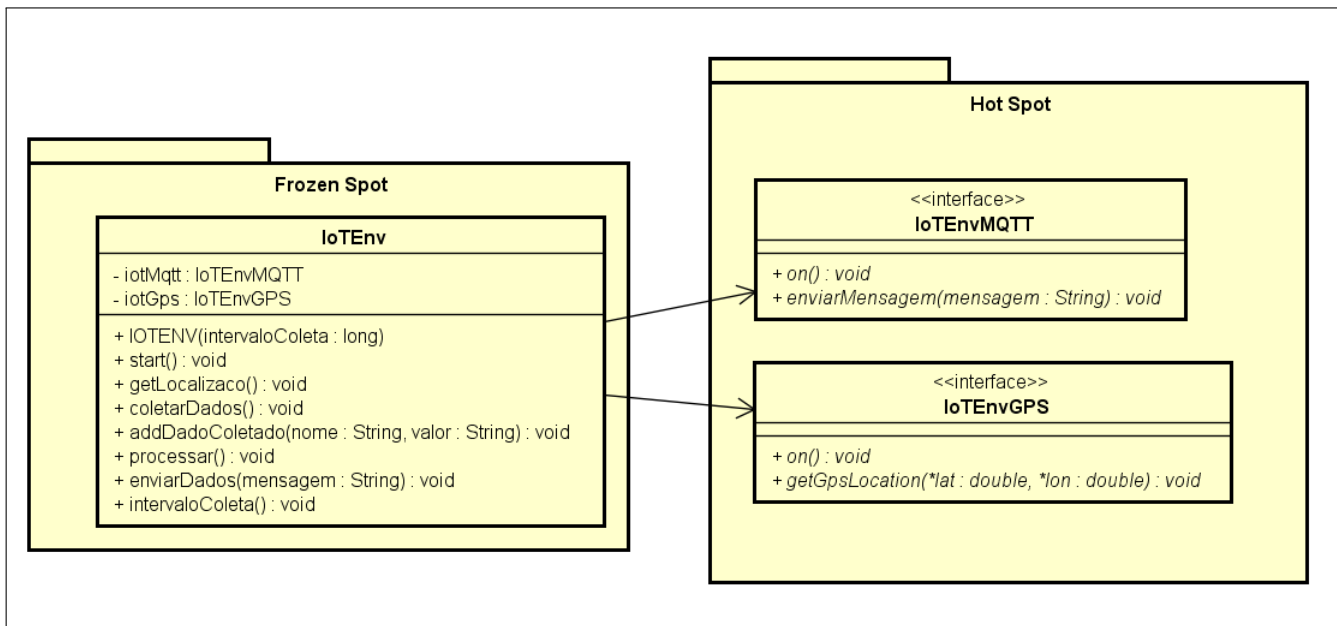 Frozen Spot
IoTEnv
- iotMqtt : IoTEnvMQTT
- iotGps : IoTEnvGPS
+ IOTENV(intervaloColeta : long)
+ start() : void
+ getLocalizaco() : void
+ coletarDados() : void
+ addDadoColetado(nome : String, valor : String) : void
+ processar() : void
+ enviarDados(mensagem : String) : void
+ intervaloColeta() : void
Hot Spot
<<interface>>
IoTEnvMQTT
+ on() : void
+ enviarMensagem(mensagem : String) : void
<<interface>>
IoTEnvGPS
+ on() : void
+ getGpsLocation(*lat : double, *lon : double) : void